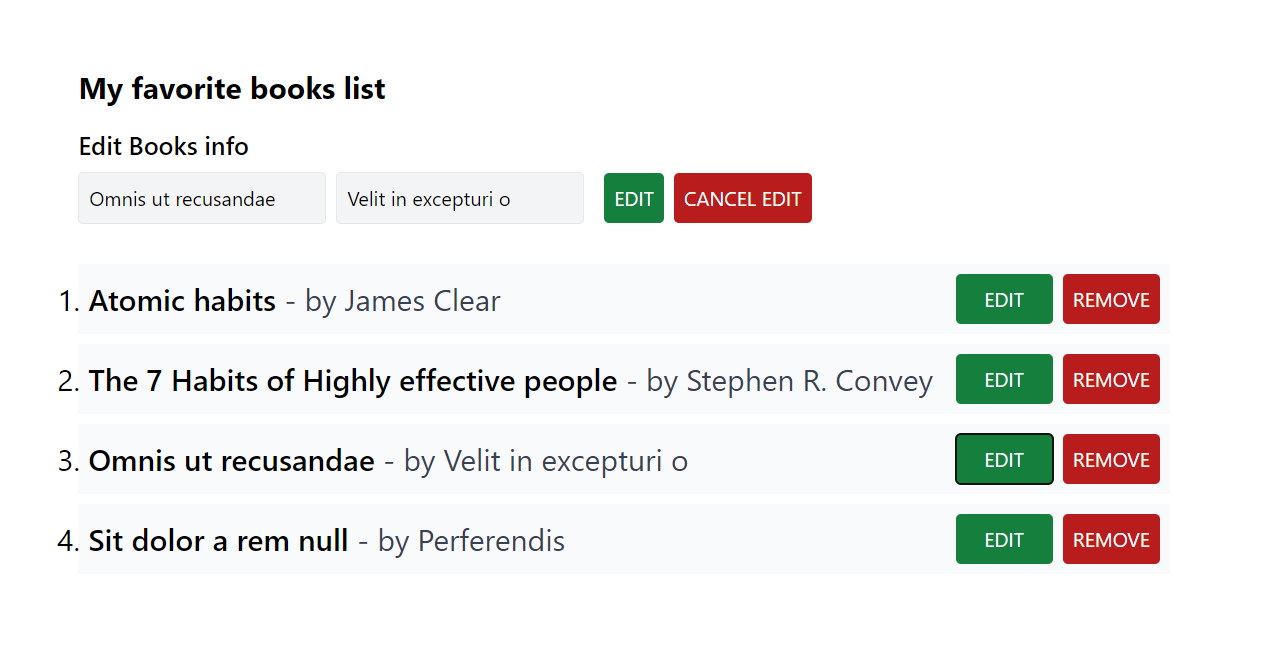 My favorite books list
Edit Books info
Omnis ut recusandae Velit in excepturi o EDIT CANCEL EDIT
1. Atomic habits - by James Clear EDIT REMOVE
2. The 7 Habits of Highly effective people - by Stephen R. Convey EDIT REMOVE
3. Omnis ut recusandae - by Velit in excepturi o EDIT REMOVE
4. Sit dolor a rem null - by Perferendis EDIT REMOVE